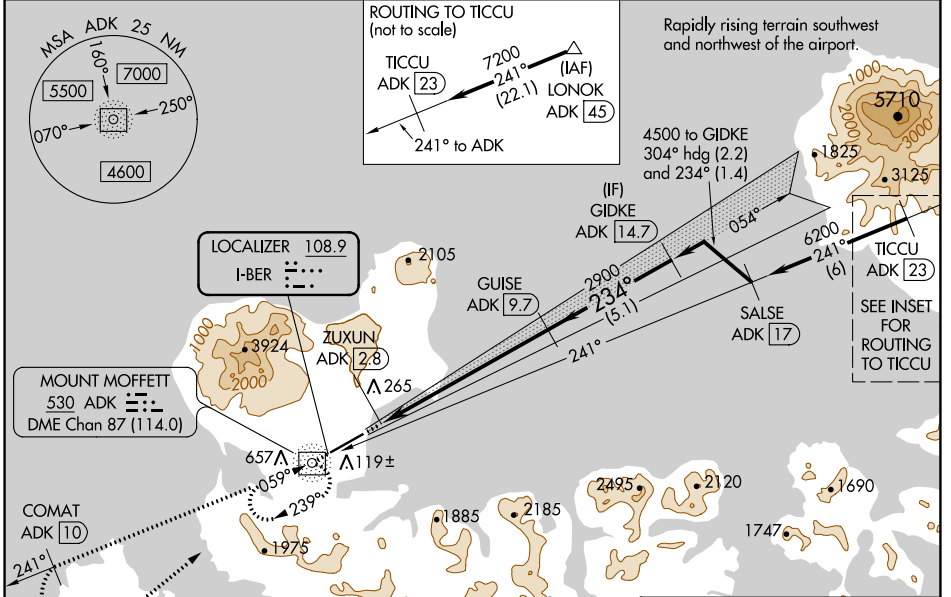 MSA ADK 25 NM
160°
5500
7000
070°
250°
4600
ROUTING TO TICCU
(not to scale)
TICCU
ADK 23
7200
241°
(22.1)
(IAF)
LONOK
ADK 45
241° to ADK
Rapidly rising terrain southwest
and northwest of the airport.
1000
5710
2000
3000
1825
3125
4500 to GIDKE
304° hdg (2.2)
and 234° (1.4)
(IF)
GIDKE
ADK 14.7
054°
6200
241°
(6)
TICCU
ADK 23
SEE INSET
FOR
ROUTING
TO TICCU
LOCALIZER 108.9
I-BER
2105
GUISE
ADK 9.7
2900
234°
(5.1)
241°
SALSE
ADK 17
1000
3924
2000
ZUXUN
ADK 2.8
265
MOUNT MOFFETT
530 ADK
DME Chan 87 (114.0)
657
119±
059°
239°
COMAT
ADK 10
241°
1975
1885
2185
2495
2120
1690
1747